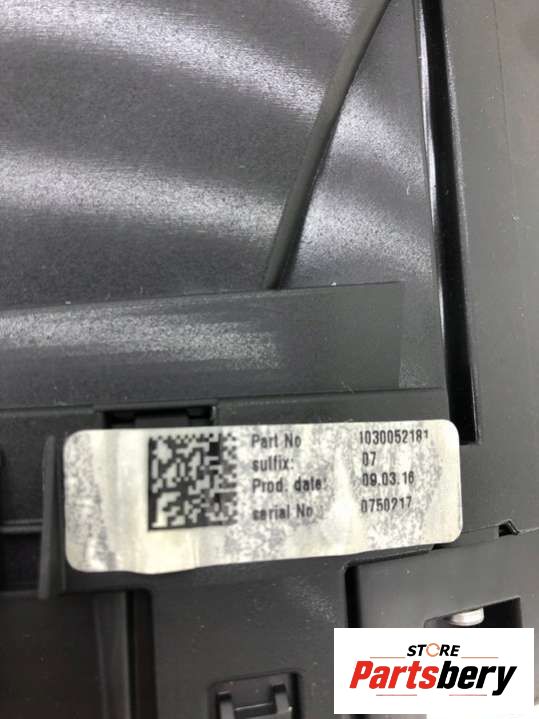 Part No 1030052181
suffix: 07
Prod. date: 09.03.16
serial No 0750217
STORE
Partsbery